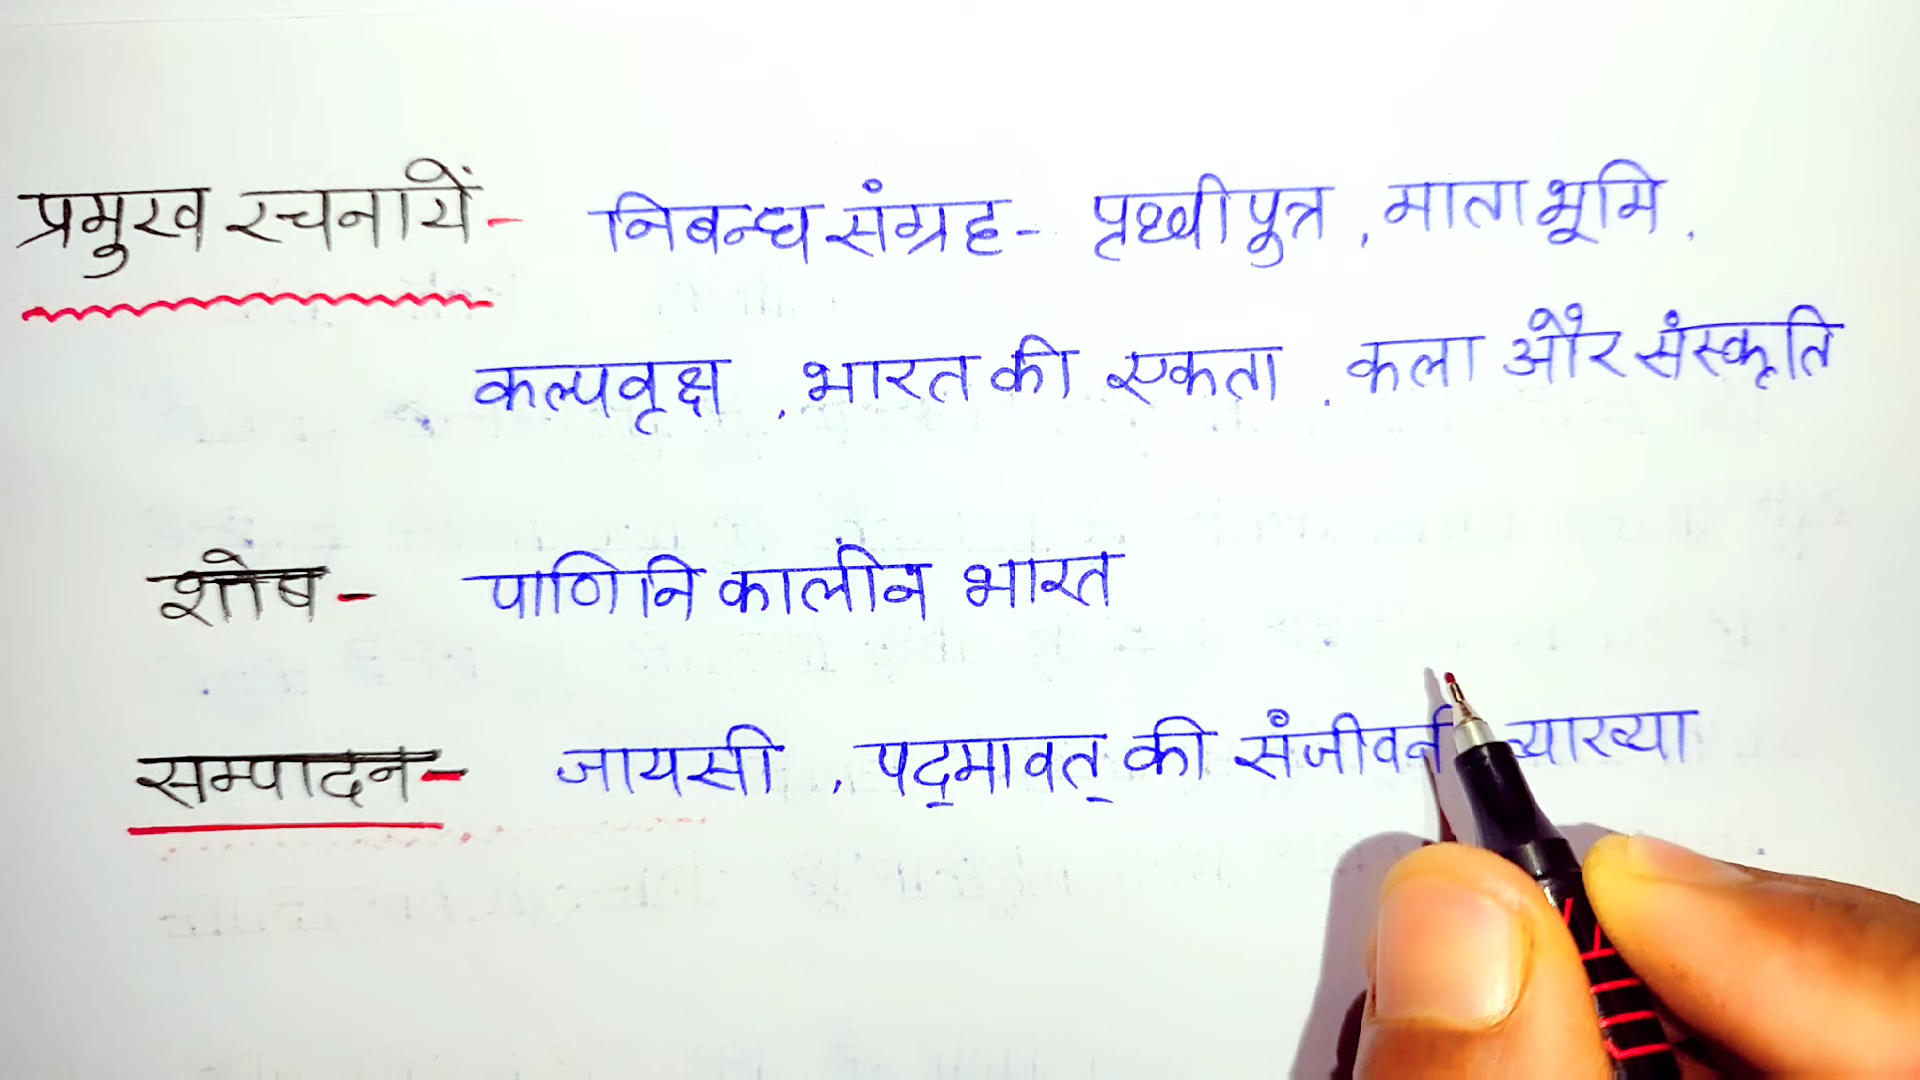 प्रमुख रचनायें - निबन्ध संग्रह - पृथ्वीपुत्र , माताभूमि ,
कल्पवृक्ष , भारत की एकता , कला और संस्कृति
शोध - पाणिनि कालीन भारत
सम्पादन - जायसी , पद्मावत् की संजीवनी व्याख्या